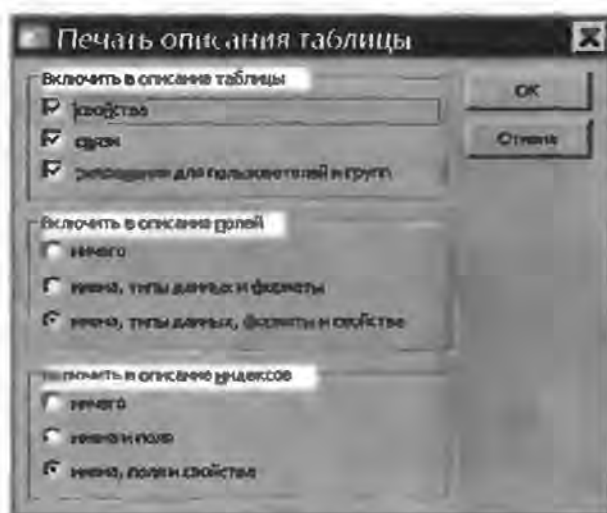 Печать описания таблицы
Включить в описание таблицы
свойства
OK
связи
Отмена
разрешения для пользователей и групп
Включить в описание полей
ничего
имена, типы данных и форматы
имена, типы данных, форматы и свойства
Включить в описание индексов
ничего
имена и поля
имена, поля и свойства